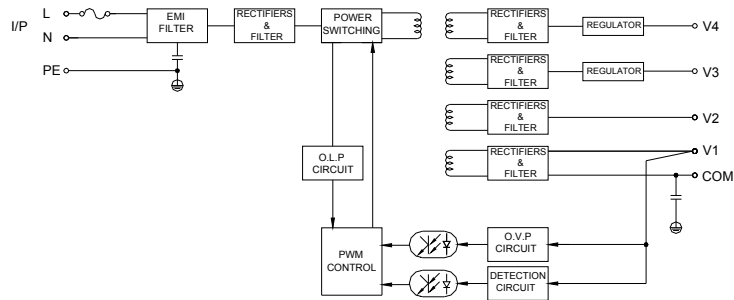 I/P
L
N
PE
EMI
FILTER
RECTIFIERS
&
FILTER
POWER
SWITCHING
RECTIFIERS
&
FILTER
REGULATOR
V4
RECTIFIERS
&
FILTER
REGULATOR
V3
RECTIFIERS
&
FILTER
V2
RECTIFIERS
&
FILTER
V1
COM
O.L.P
CIRCUIT
PWM
CONTROL
O.V.P
CIRCUIT
DETECTION
CIRCUIT